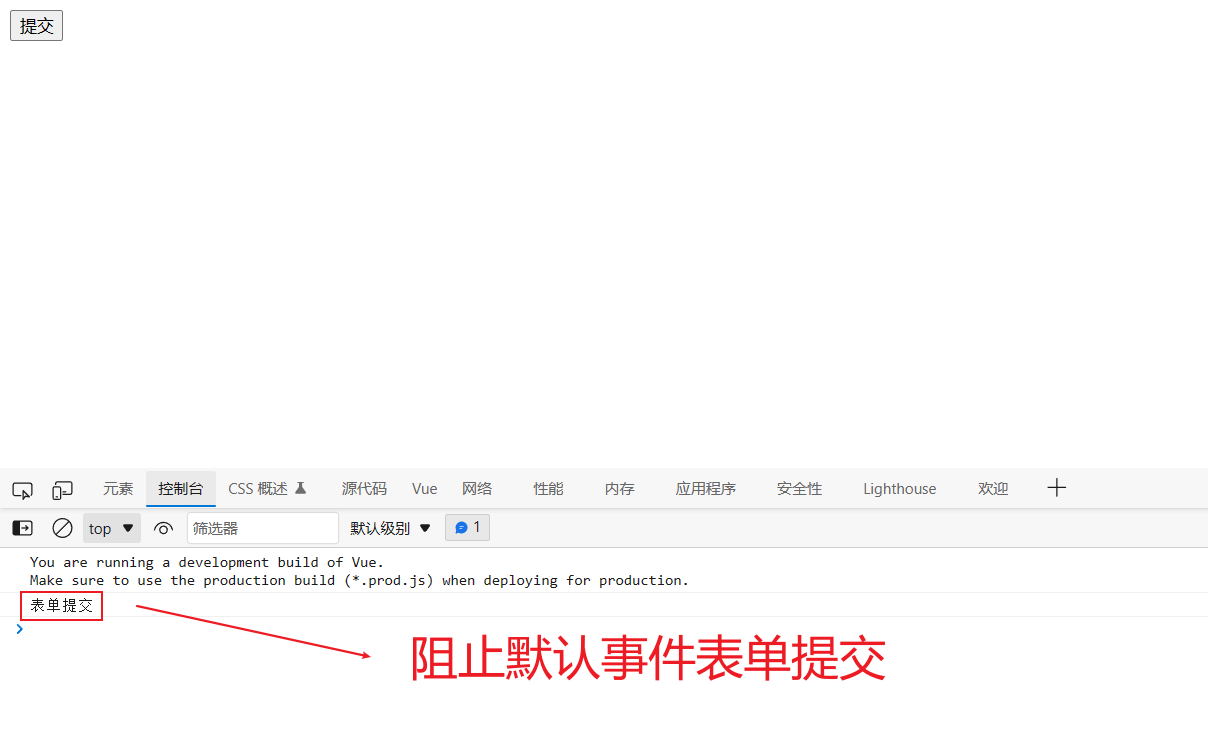 提交
元素 控制台 CSS 概述 源代码 Vue 网络 性能 内存 应用程序 安全性 Lighthouse 欢迎
top 筛选器 默认级别 1
You are running a development build of Vue.
Make sure to use the production build (*.prod.js) when deploying for production.
表单提交
阻止默认事件表单提交